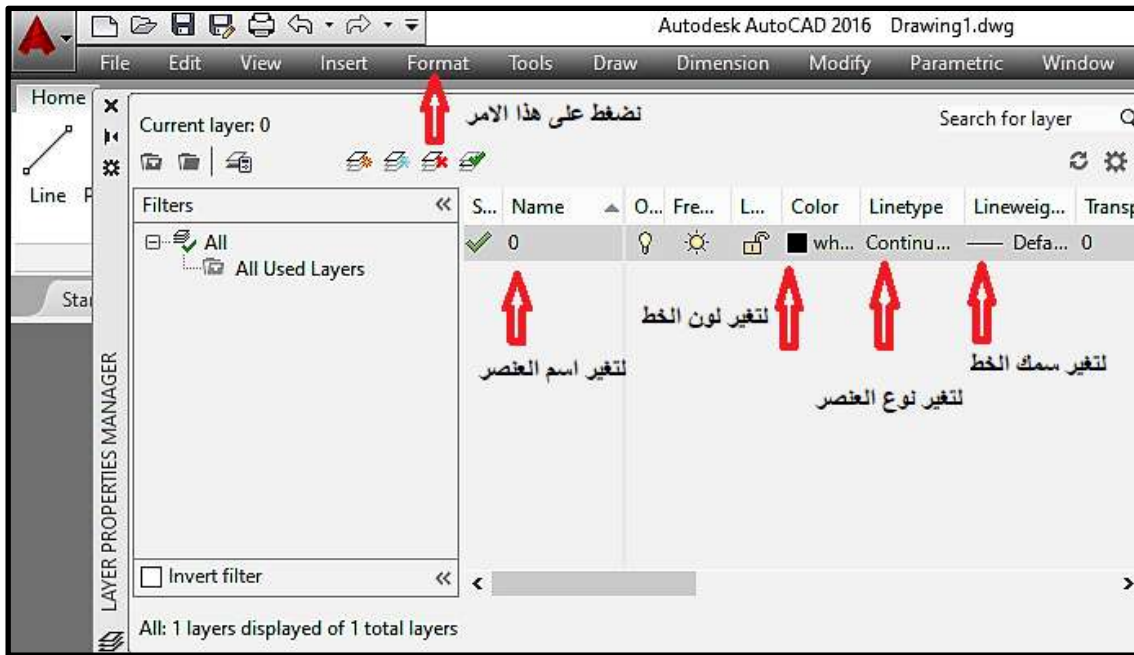 Autodesk AutoCAD 2016 Drawing1.dwg
File Edit View Insert Format Tools Draw Dimension Modify Parametric Window
Home
نضغط على هذا الامر
Current layer: 0
Search for layer
Line P
Filters
S... Name O... Fre... L... Color Linetype Lineweig... Transp
All
0 wh... Continu... Defa... 0
All Used Layers
Star
لتغير لون الخط
لتغير اسم العنصر
لتغير سمك الخط
لتغير نوع العنصر
LAYER PROPERTIES MANAGER
Invert filter
All: 1 layers displayed of 1 total layers